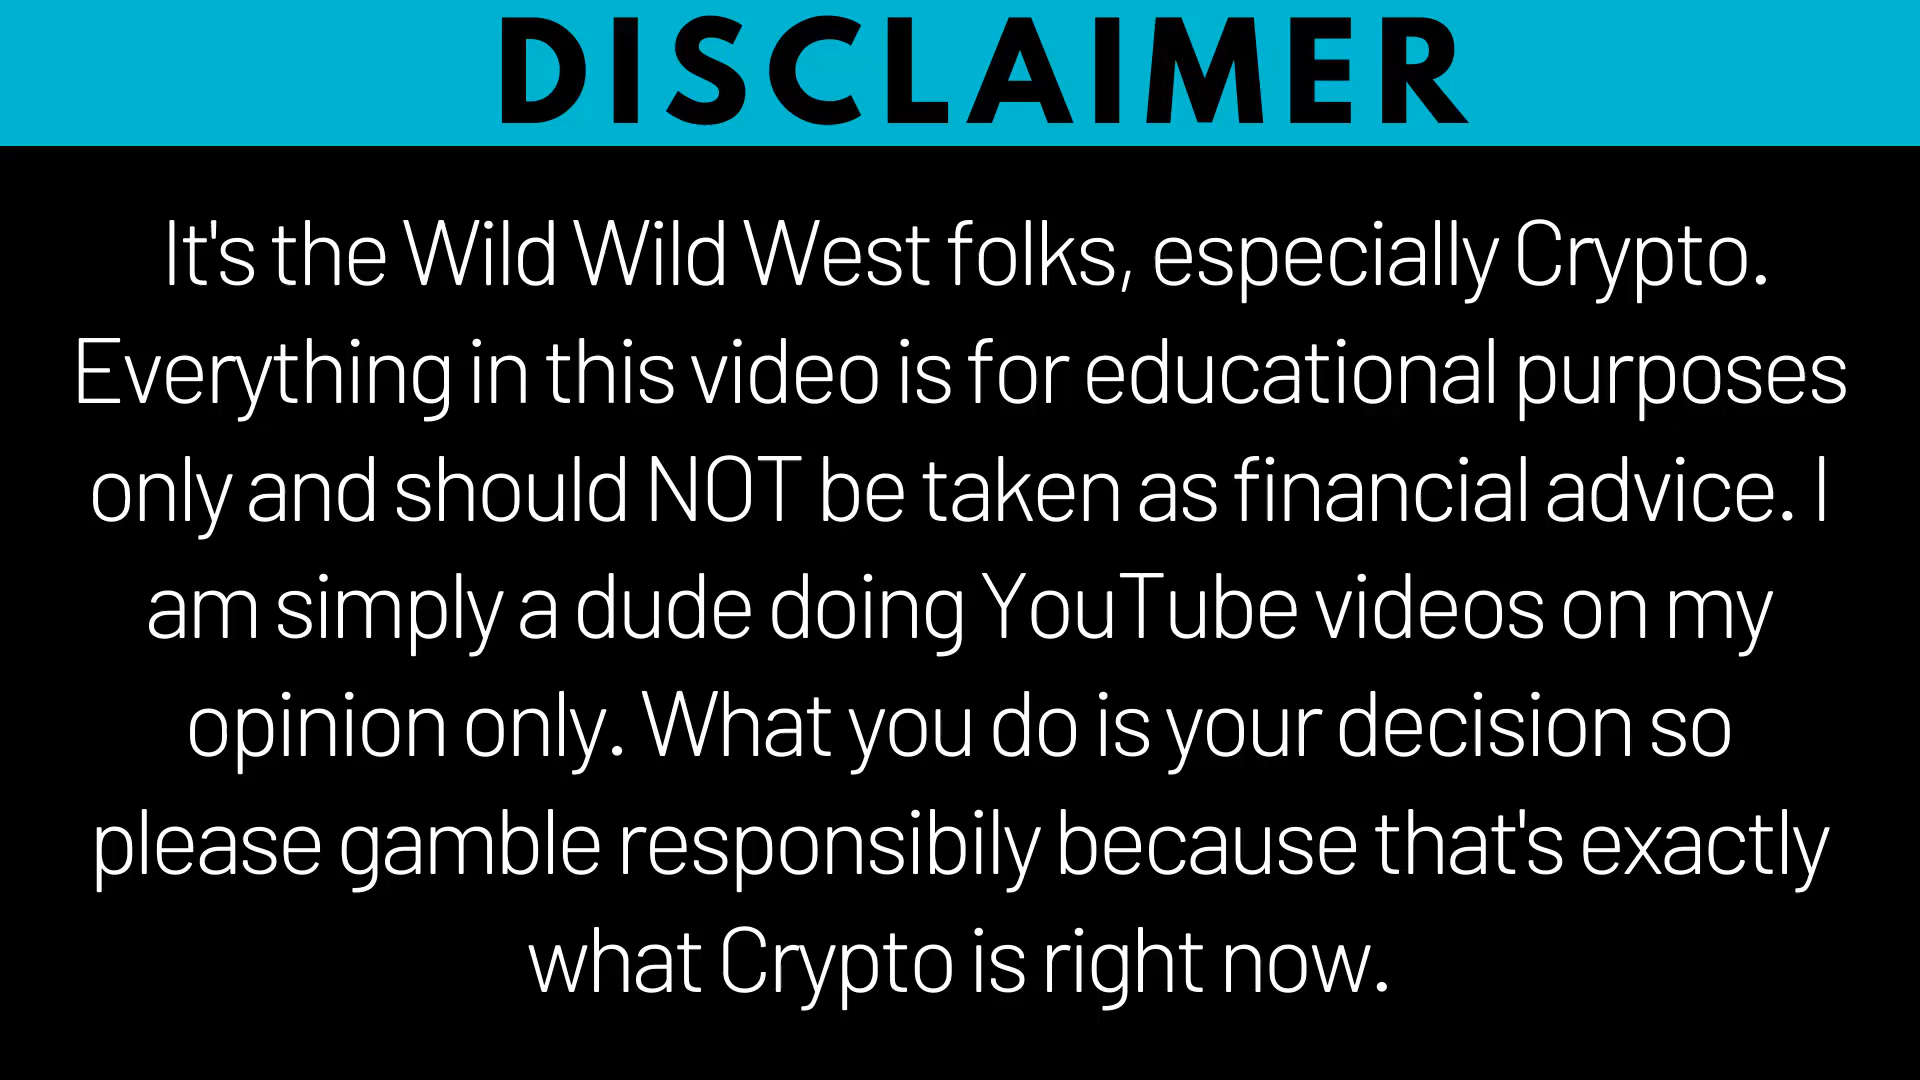 DISCLAIMER
It's the Wild Wild West folks, especially Crypto.
Everything in this video is for educational purposes
only and should NOT be taken as financial advice. I
am simply a dude doing YouTube videos on my
opinion only. What you do is your decision so
please gamble responsibily because that's exactly
what Crypto is right now.